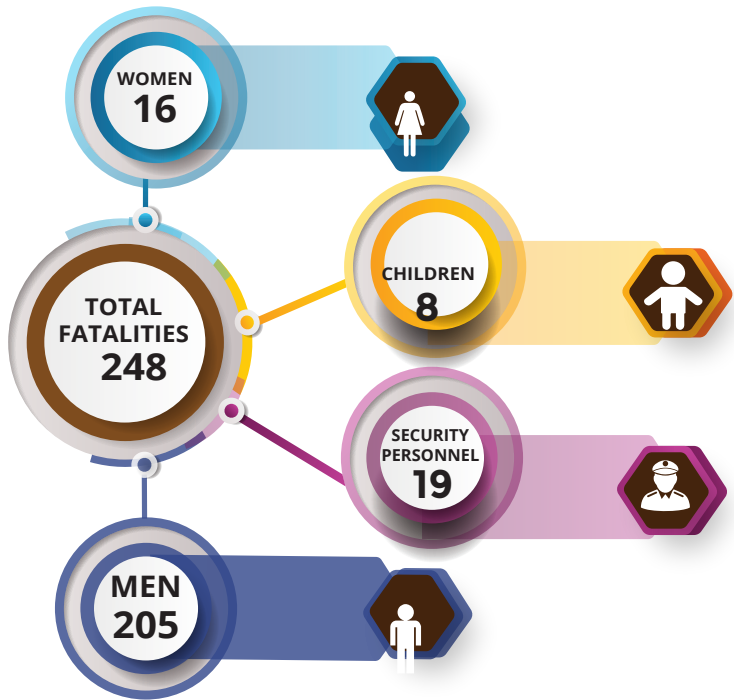 WOMEN
16
TOTAL
FATALITIES
248
CHILDREN
8
SECURITY
PERSONNEL
19
MEN
205